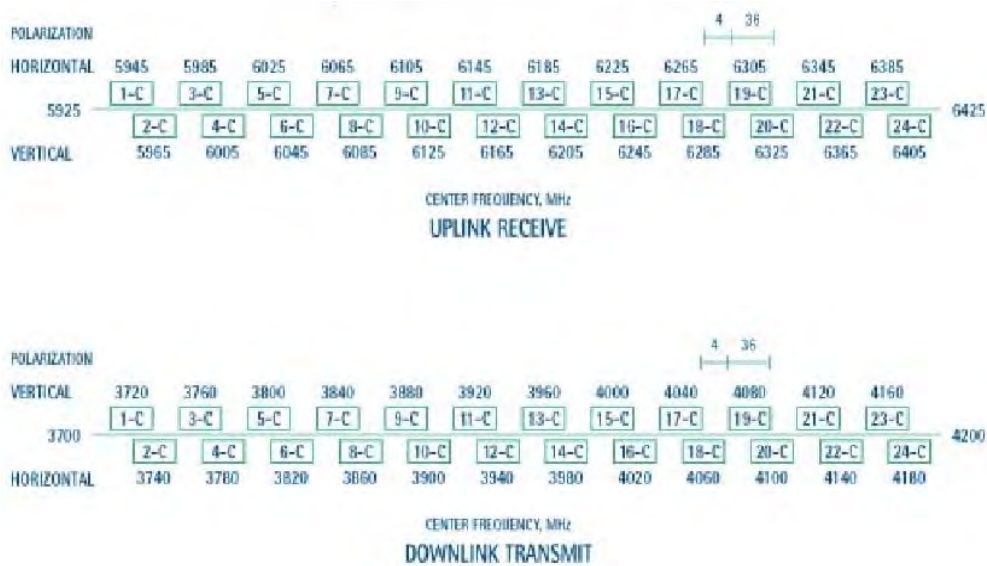 4 36
POLARIZATION
HORIZONTAL 5945 5985 6025 6065 6105 6145 6185 6225 6265 6305 6345 6385
1-C 3-C 5-C 7-C 9-C 11-C 13-C 15-C 17-C 19-C 21-C 23-C
5925 6425
2-C 4-C 6-C 8-C 10-C 12-C 14-C 16-C 18-C 20-C 22-C 24-C
VERTICAL 5965 6005 6045 6085 6125 6165 6205 6245 6285 6325 6365 6405
CENTER FREQUENCY, MHz
UPLINK RECEIVE
4 36
POLARIZATION
VERTICAL 3720 3760 3800 3840 3880 3920 3960 4000 4040 4080 4120 4160
1-C 3-C 5-C 7-C 9-C 11-C 13-C 15-C 17-C 19-C 21-C 23-C
3700 4200
2-C 4-C 6-C 8-C 10-C 12-C 14-C 16-C 18-C 20-C 22-C 24-C
HORIZONTAL 3740 3780 3820 3860 3900 3940 3980 4020 4060 4100 4140 4180
CENTER FREQUENCY, MHz
DOWNLINK TRANSMIT